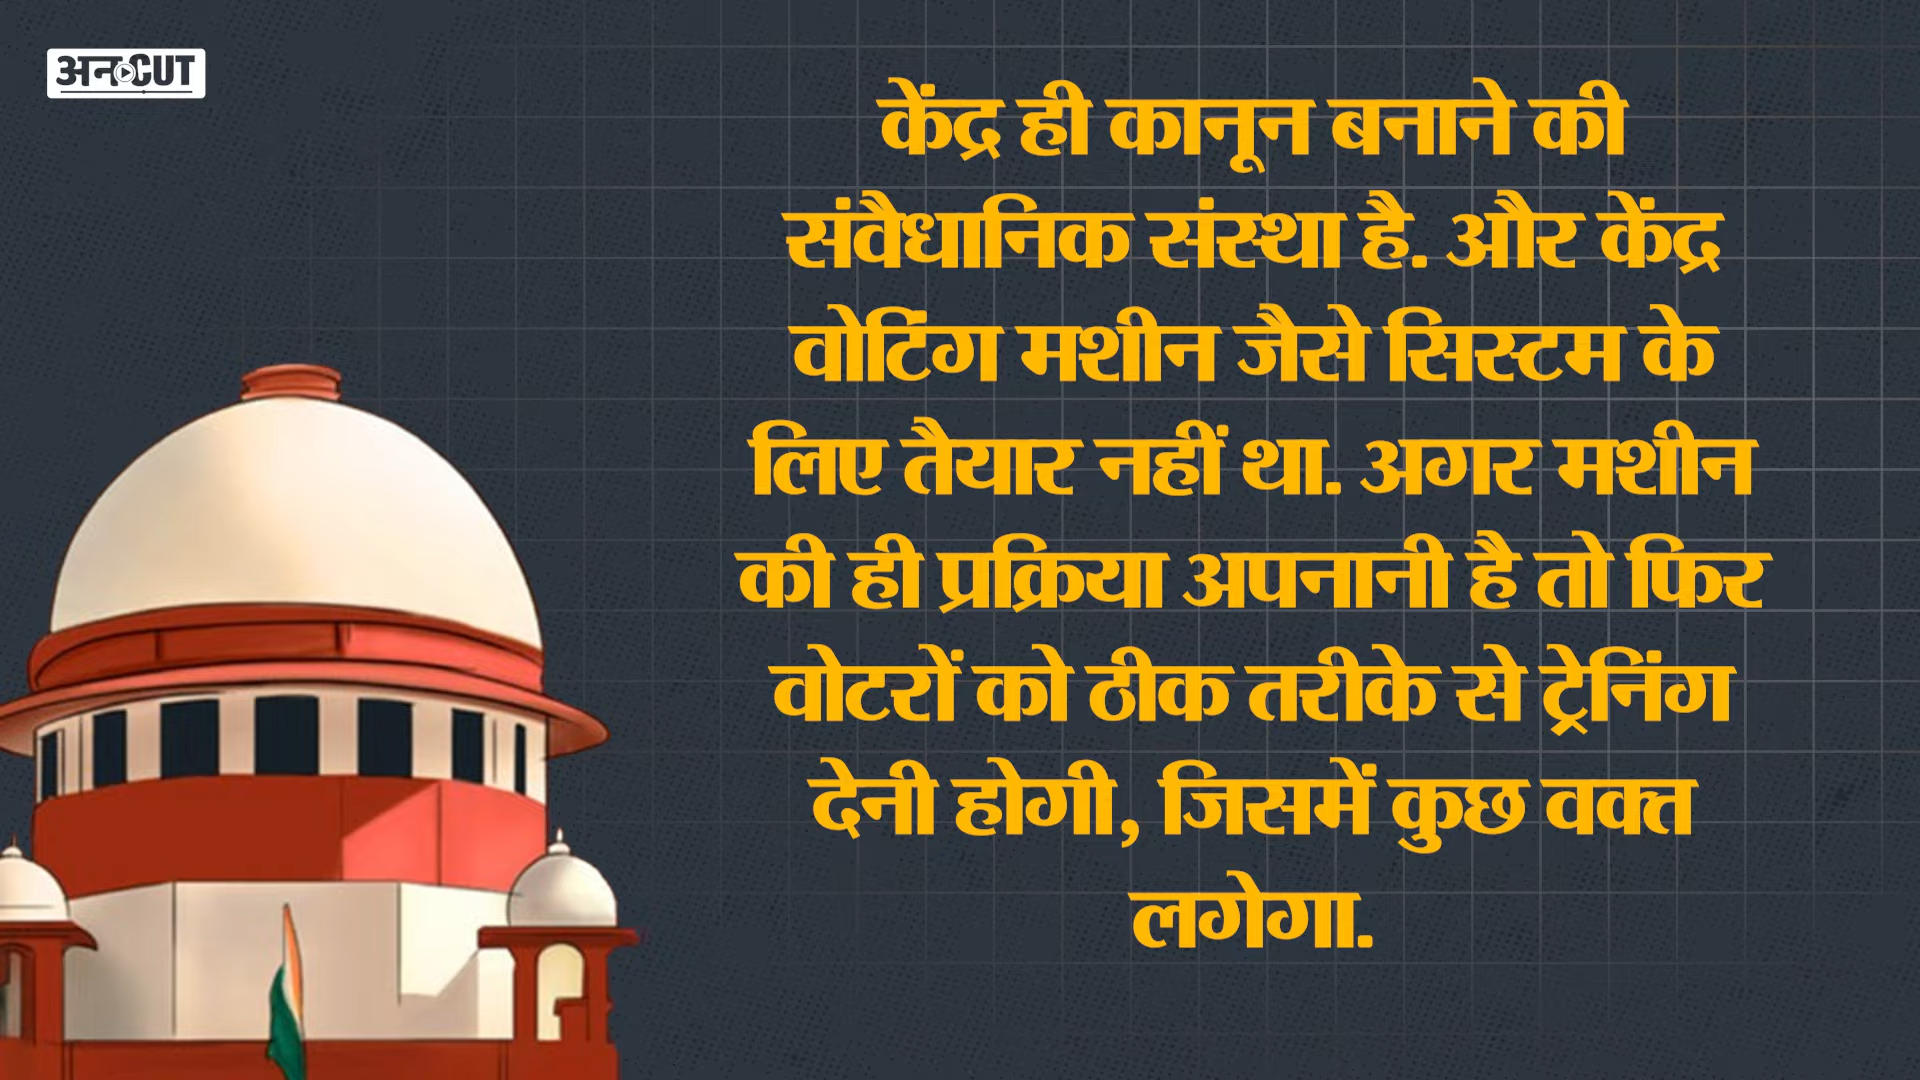 अनCUT
केंद्र ही कानून बनाने की
संवैधानिक संस्था है. और केंद्र
वोटिंग मशीन जैसे सिस्टम के
लिए तैयार नहीं था. अगर मशीन
की ही प्रक्रिया अपनानी है तो फिर
वोटरों को ठीक तरीके से ट्रेनिंग
देनी होगी, जिसमें कुछ वक्त
लगेगा.